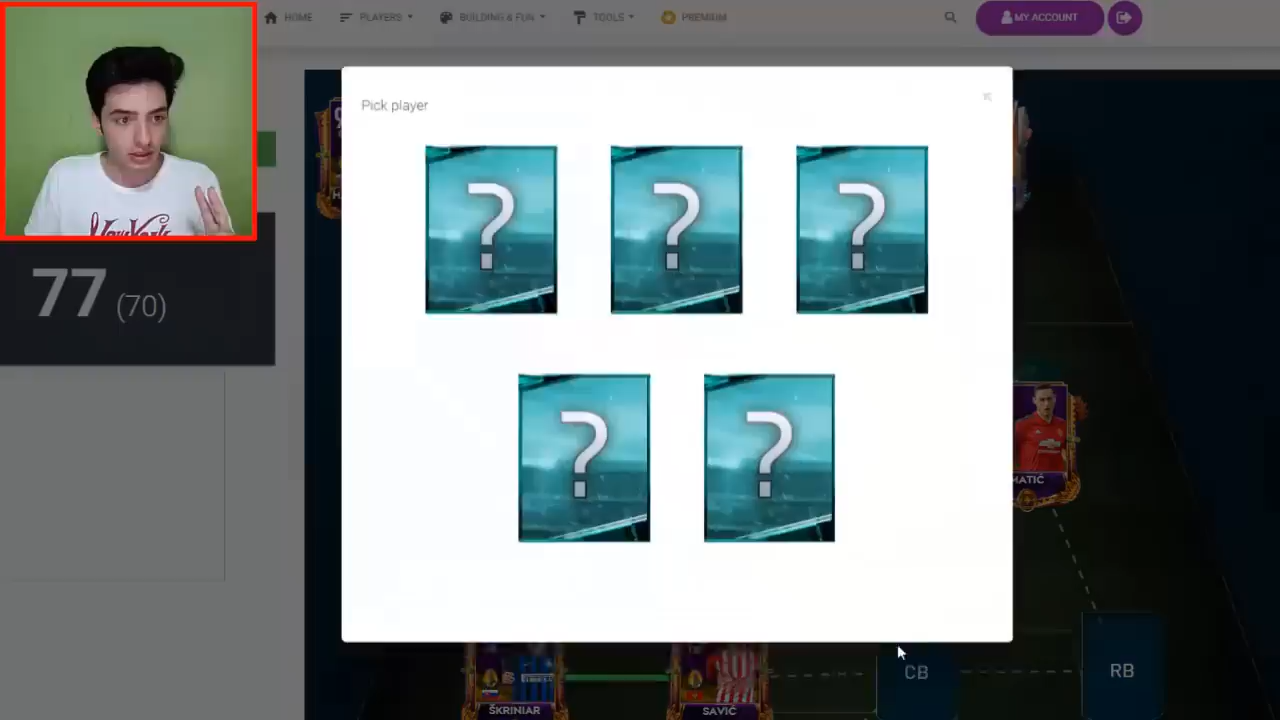 HOME
PLAYERS
BUILDING & FUN
TOOLS
PREMIUM
MY ACCOUNT
Pick player
? ? ?
? ?
77 (70)
MATIĆ
CB
RB
ŠKRINIAR
SAVIĆ